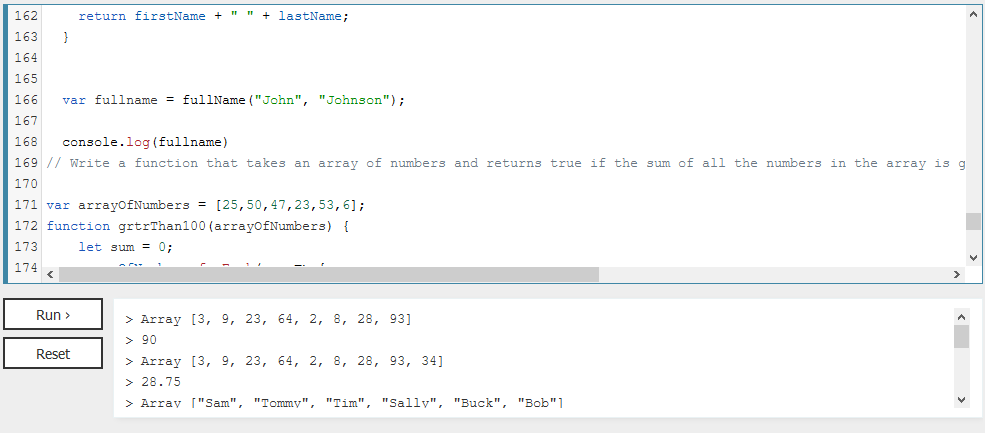 162 return firstName + " " + lastName;
163 }
164
165
166 var fullname = fullName("John", "Johnson");
167
168 console.log(fullname)
169 // Write a function that takes an array of numbers and returns true if the sum of all the numbers in the array is g
170
171 var arrayOfNumbers = [25,50,47,23,53,6];
172 function grtrThan100(arrayOfNumbers) {
173 let sum = 0;
174
Run ›
> Array [3, 9, 23, 64, 2, 8, 28, 93]
> 90
Reset
> Array [3, 9, 23, 64, 2, 8, 28, 93, 34]
> 28.75
> Array ["Sam", "Tommy", "Tim", "Sally", "Buck", "Bob"]